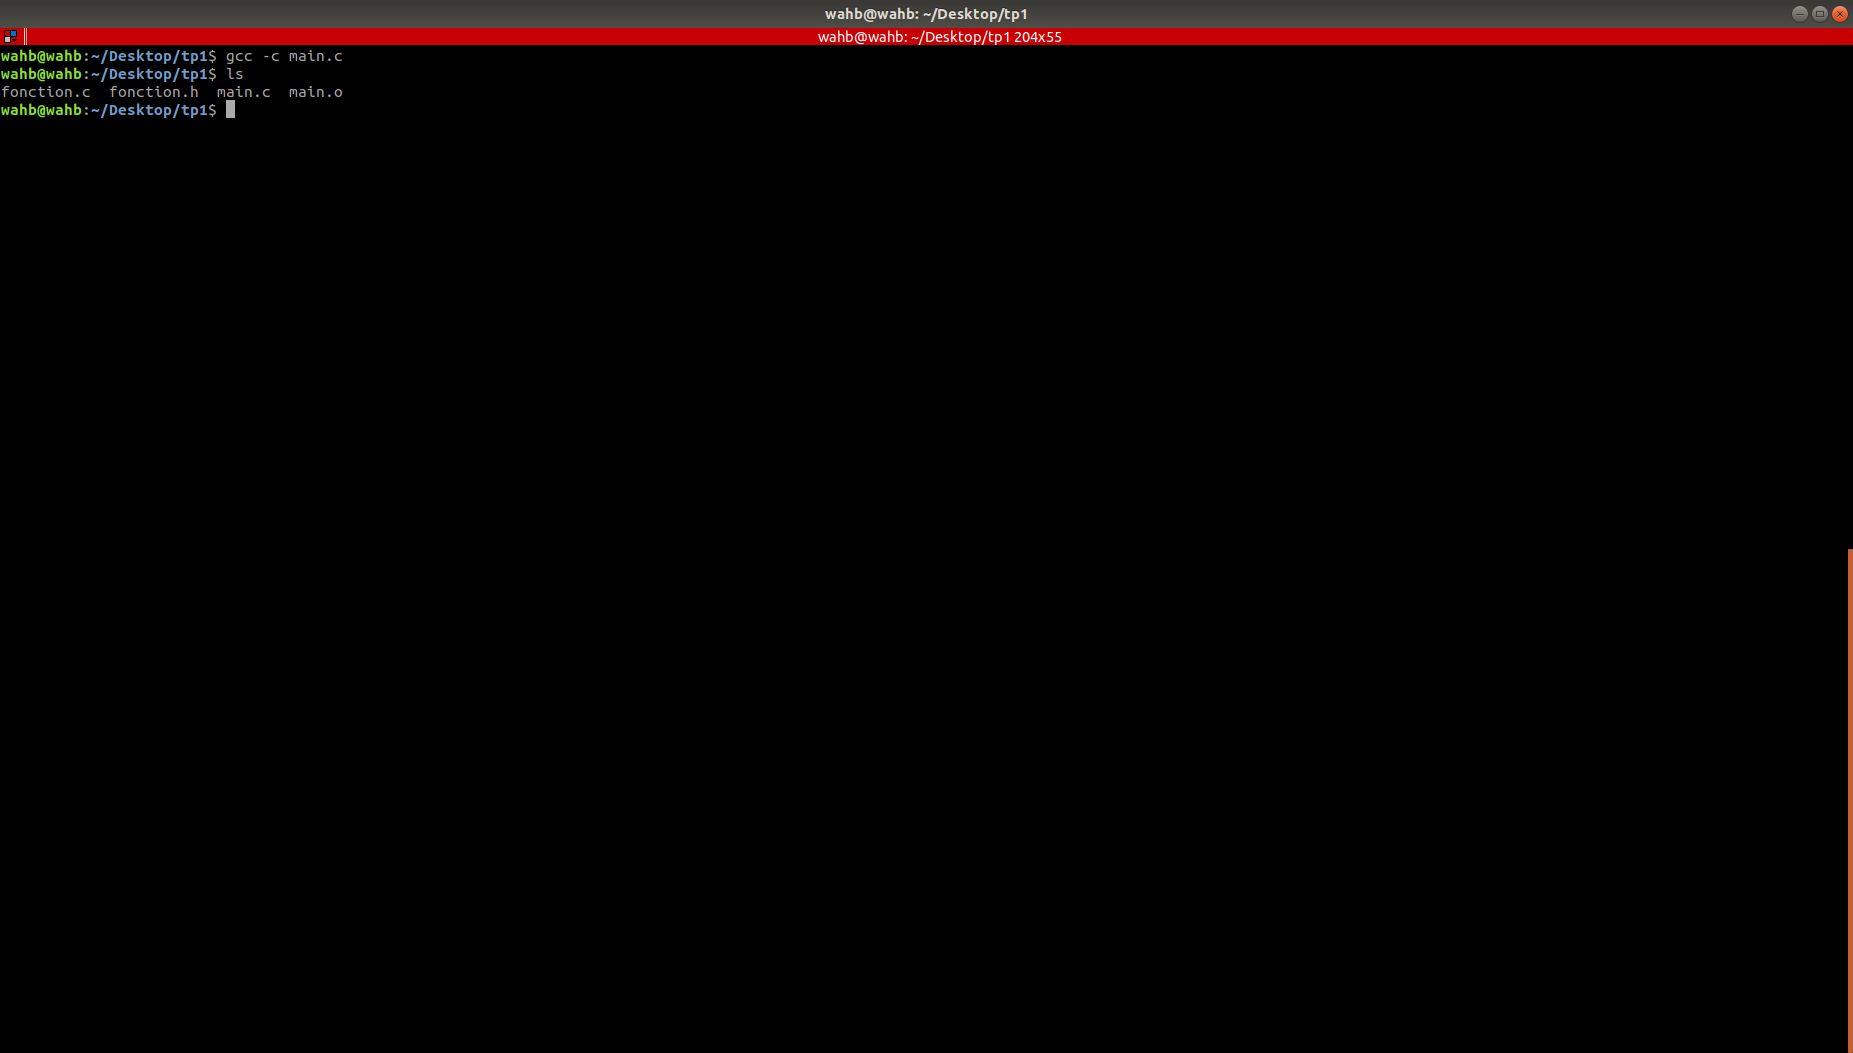 wahb@wahb: ~/Desktop/tp1
wahb@wahb: ~/Desktop/tp1 204x55
wahb@wahb:~/Desktop/tp1$ gcc -c main.c
wahb@wahb:~/Desktop/tp1$ ls
fonction.c  fonction.h  main.c  main.o
wahb@wahb:~/Desktop/tp1$